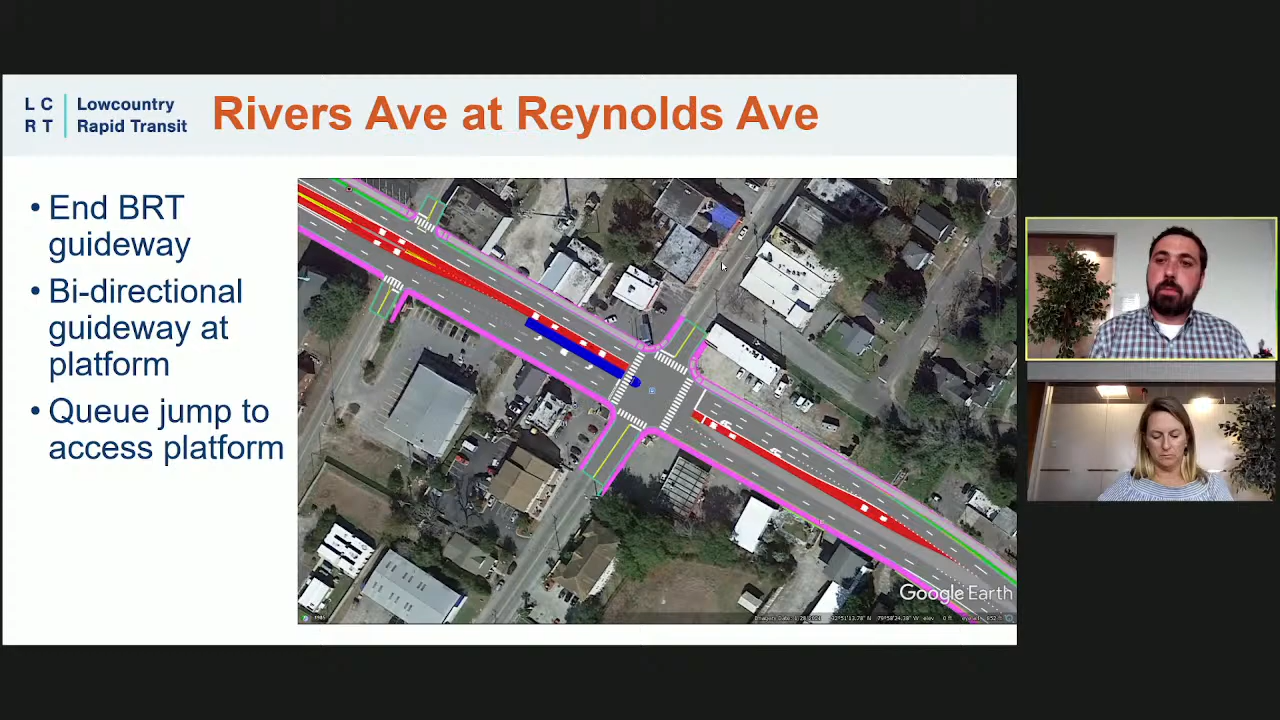 L C
R T
Lowcountry
Rapid Transit
Rivers Ave at Reynolds Ave
• End BRT
guideway
• Bi-directional
guideway at
platform
• Queue jump to
access platform
Google Earth
1985